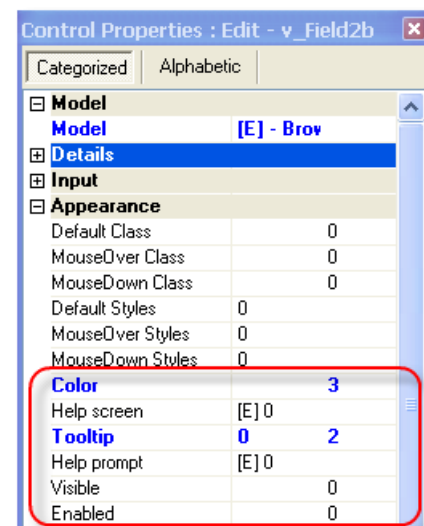 Control Properties : Edit - v_Field2b
Categorized Alphabetic
Model
Model [E] - Brow
Details
Input
Appearance
Default Class 0
MouseOver Class 0
MouseDown Class 0
Default Styles 0
MouseOver Styles 0
MouseDown Styles 0
Color 3
Help screen [E] 0
Tooltip 0 2
Help prompt [E] 0
Visible 0
Enabled 0